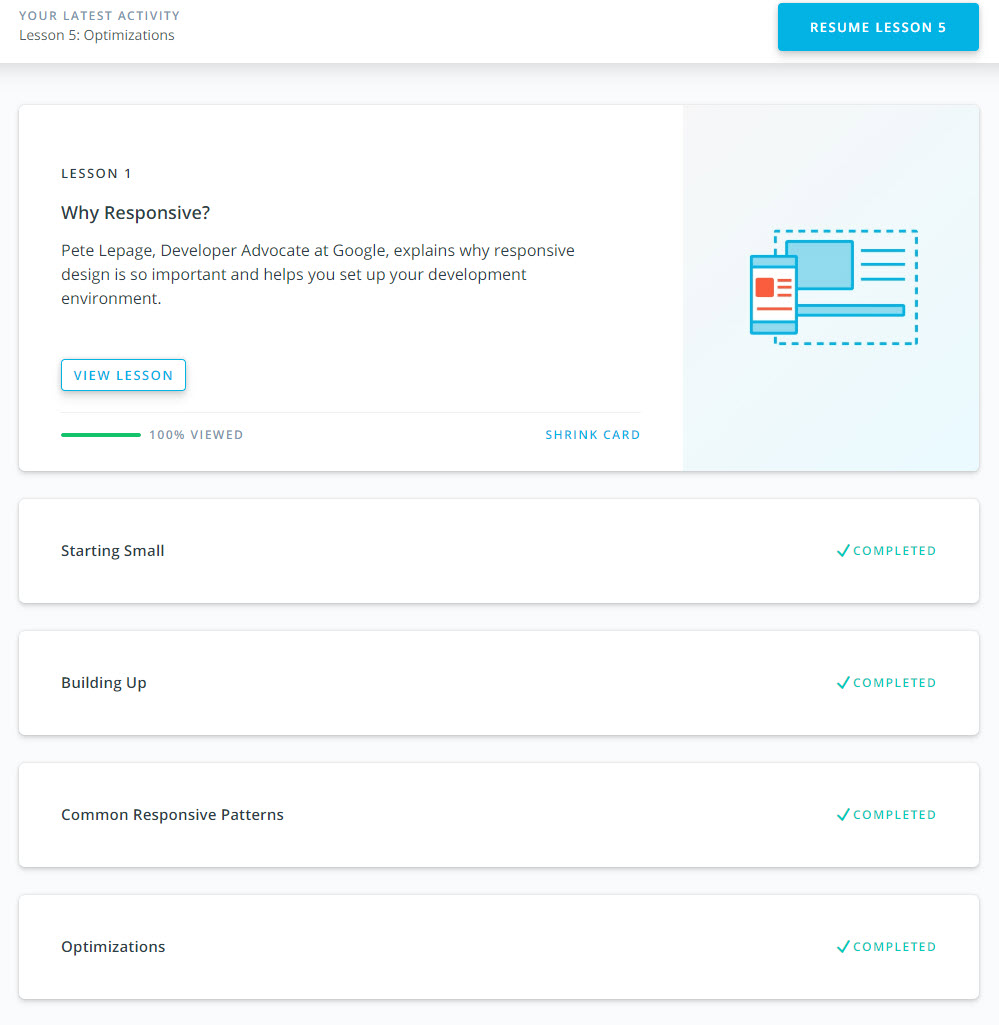 YOUR LATEST ACTIVITY
Lesson 5: Optimizations
RESUME LESSON 5
LESSON 1
Why Responsive?
Pete Lepage, Developer Advocate at Google, explains why responsive
design is so important and helps you set up your development
environment.
VIEW LESSON
100% VIEWED
SHRINK CARD
Starting Small
COMPLETED
Building Up
COMPLETED
Common Responsive Patterns
COMPLETED
Optimizations
COMPLETED